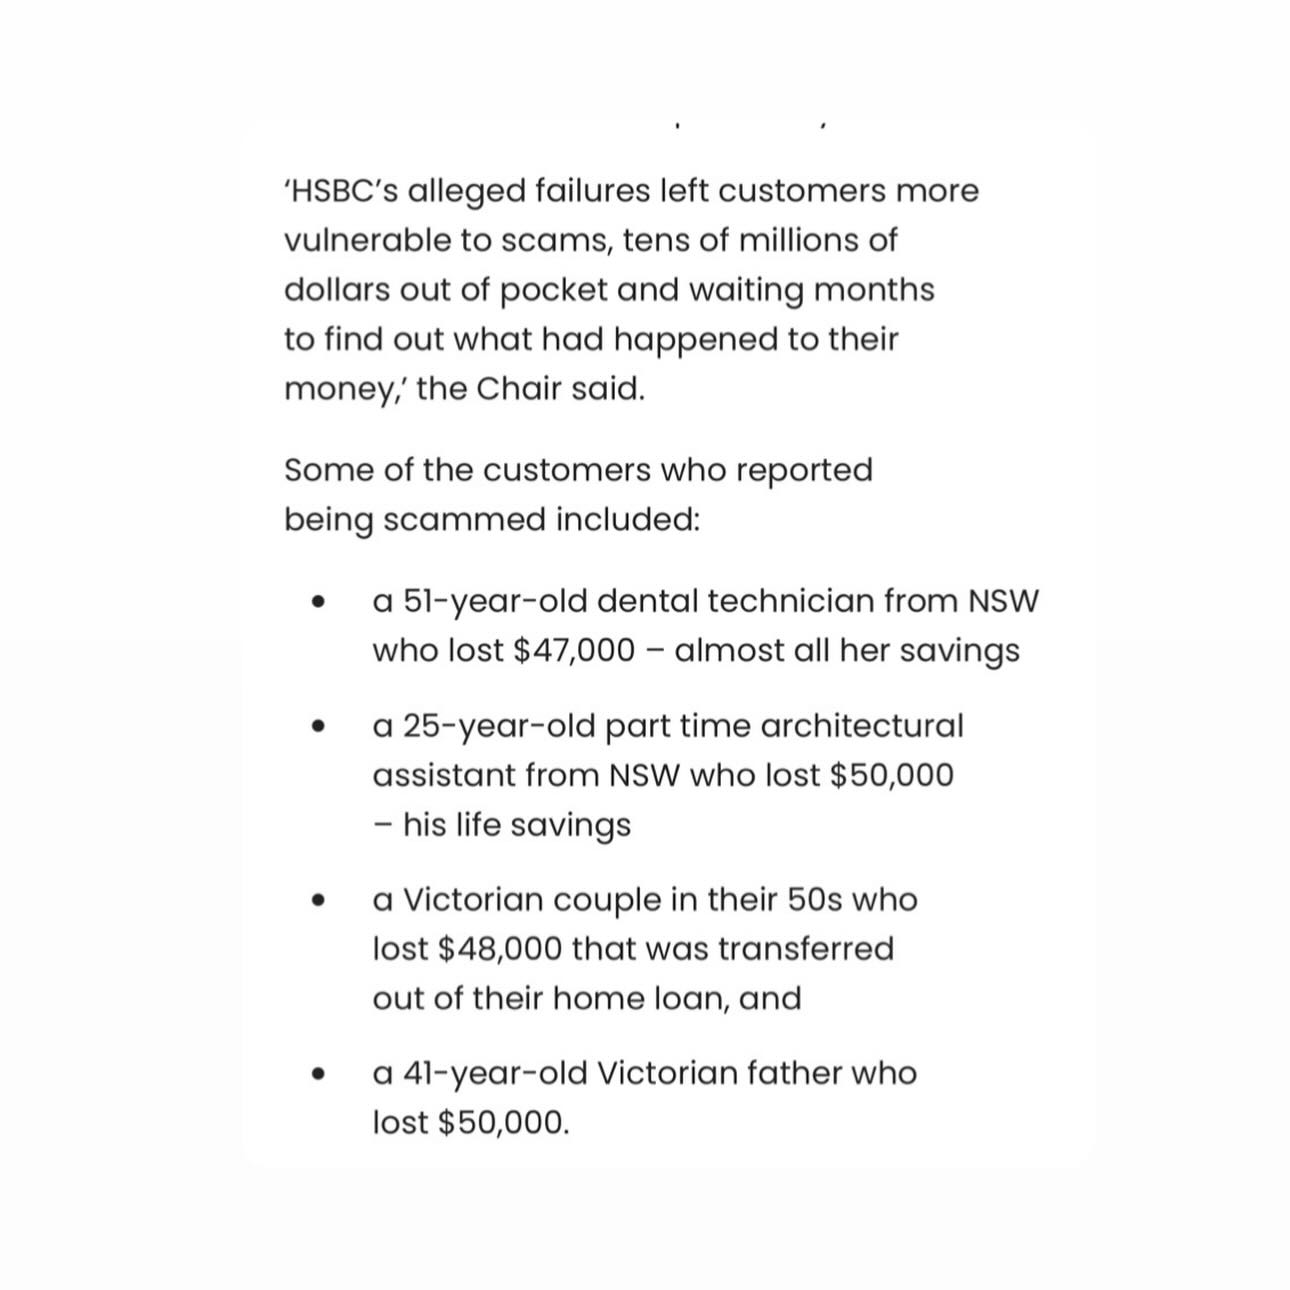 ‘HSBC’s alleged failures left customers more
vulnerable to scams, tens of millions of
dollars out of pocket and waiting months
to find out what had happened to their
money,’ the Chair said.
Some of the customers who reported
being scammed included:
• a 51-year-old dental technician from NSW
who lost $47,000 – almost all her savings
• a 25-year-old part time architectural
assistant from NSW who lost $50,000
– his life savings
• a Victorian couple in their 50s who
lost $48,000 that was transferred
out of their home loan, and
• a 41-year-old Victorian father who
lost $50,000.